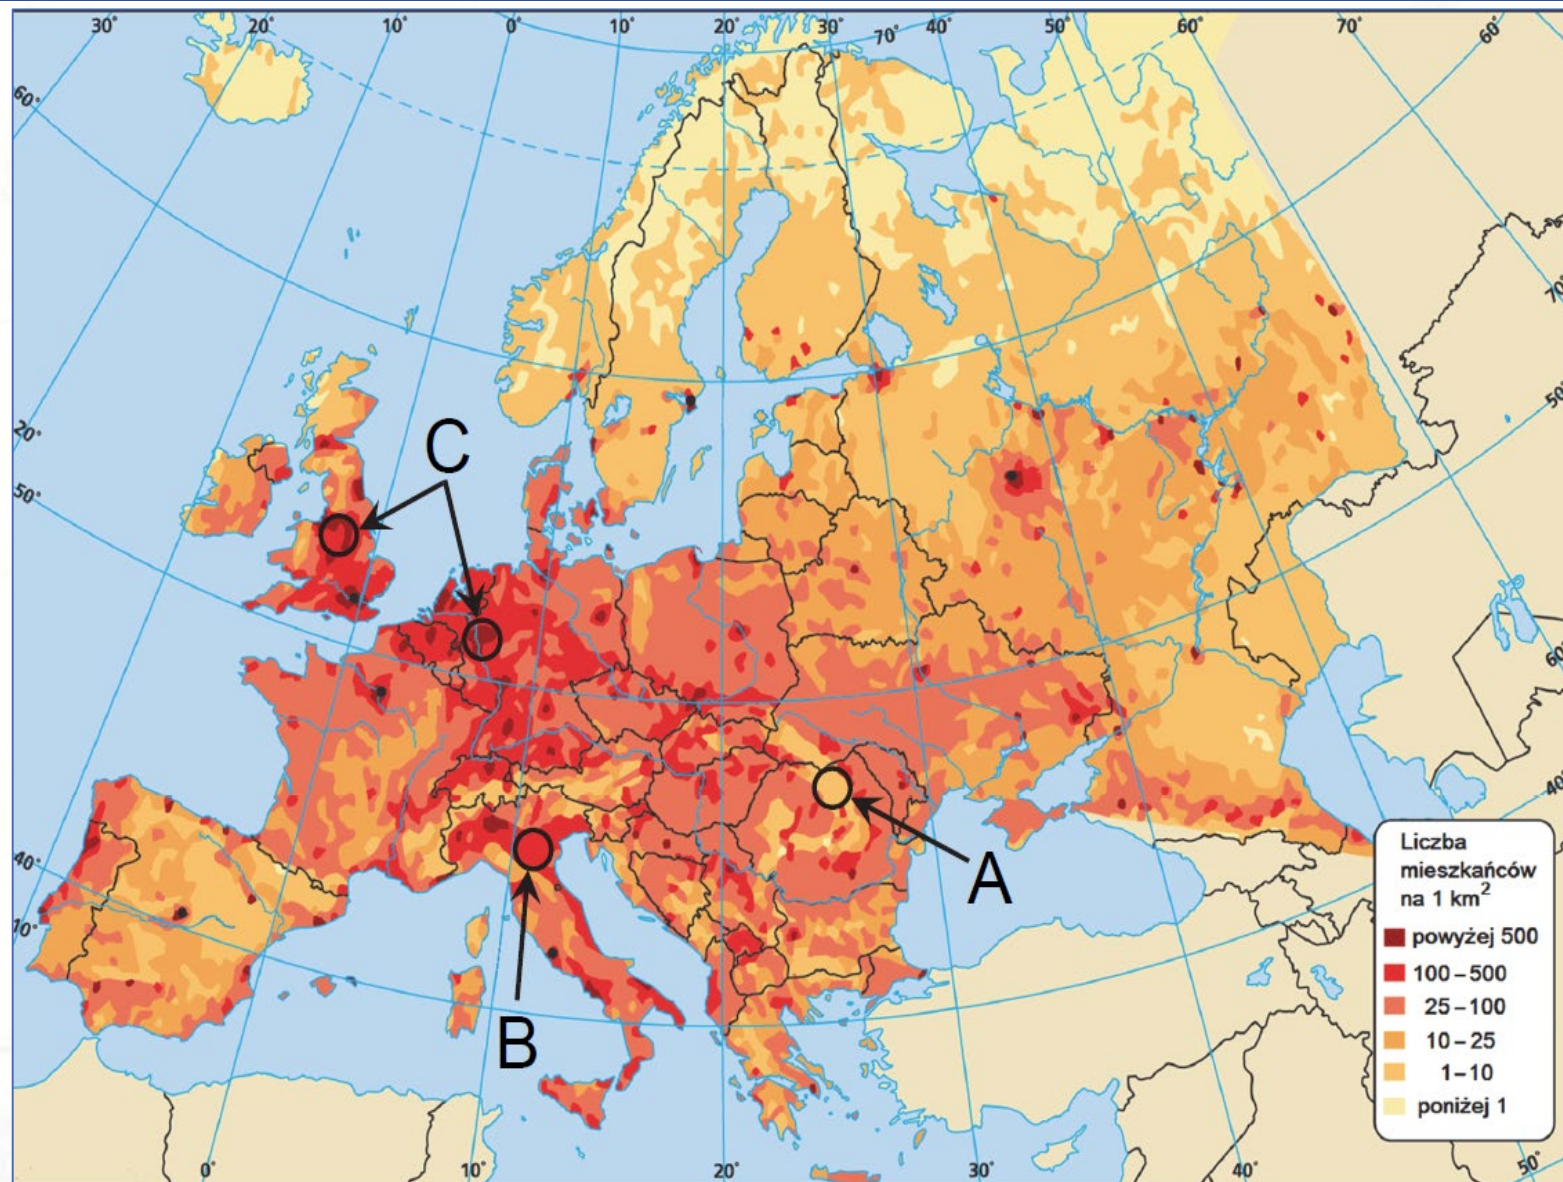 30° 20° 10° 0° 10° 20° 30° 70° 40° 50° 60° 70° 60°
60°
70°
20°
C
50°
50°
60°
40°
40°
A
10°
B
Liczba
mieszkańców
na 1 km²
powyżej 500
100–500
25–100
10–25
1–10
poniżej 1
0° 10° 20° 30° 40° 50°